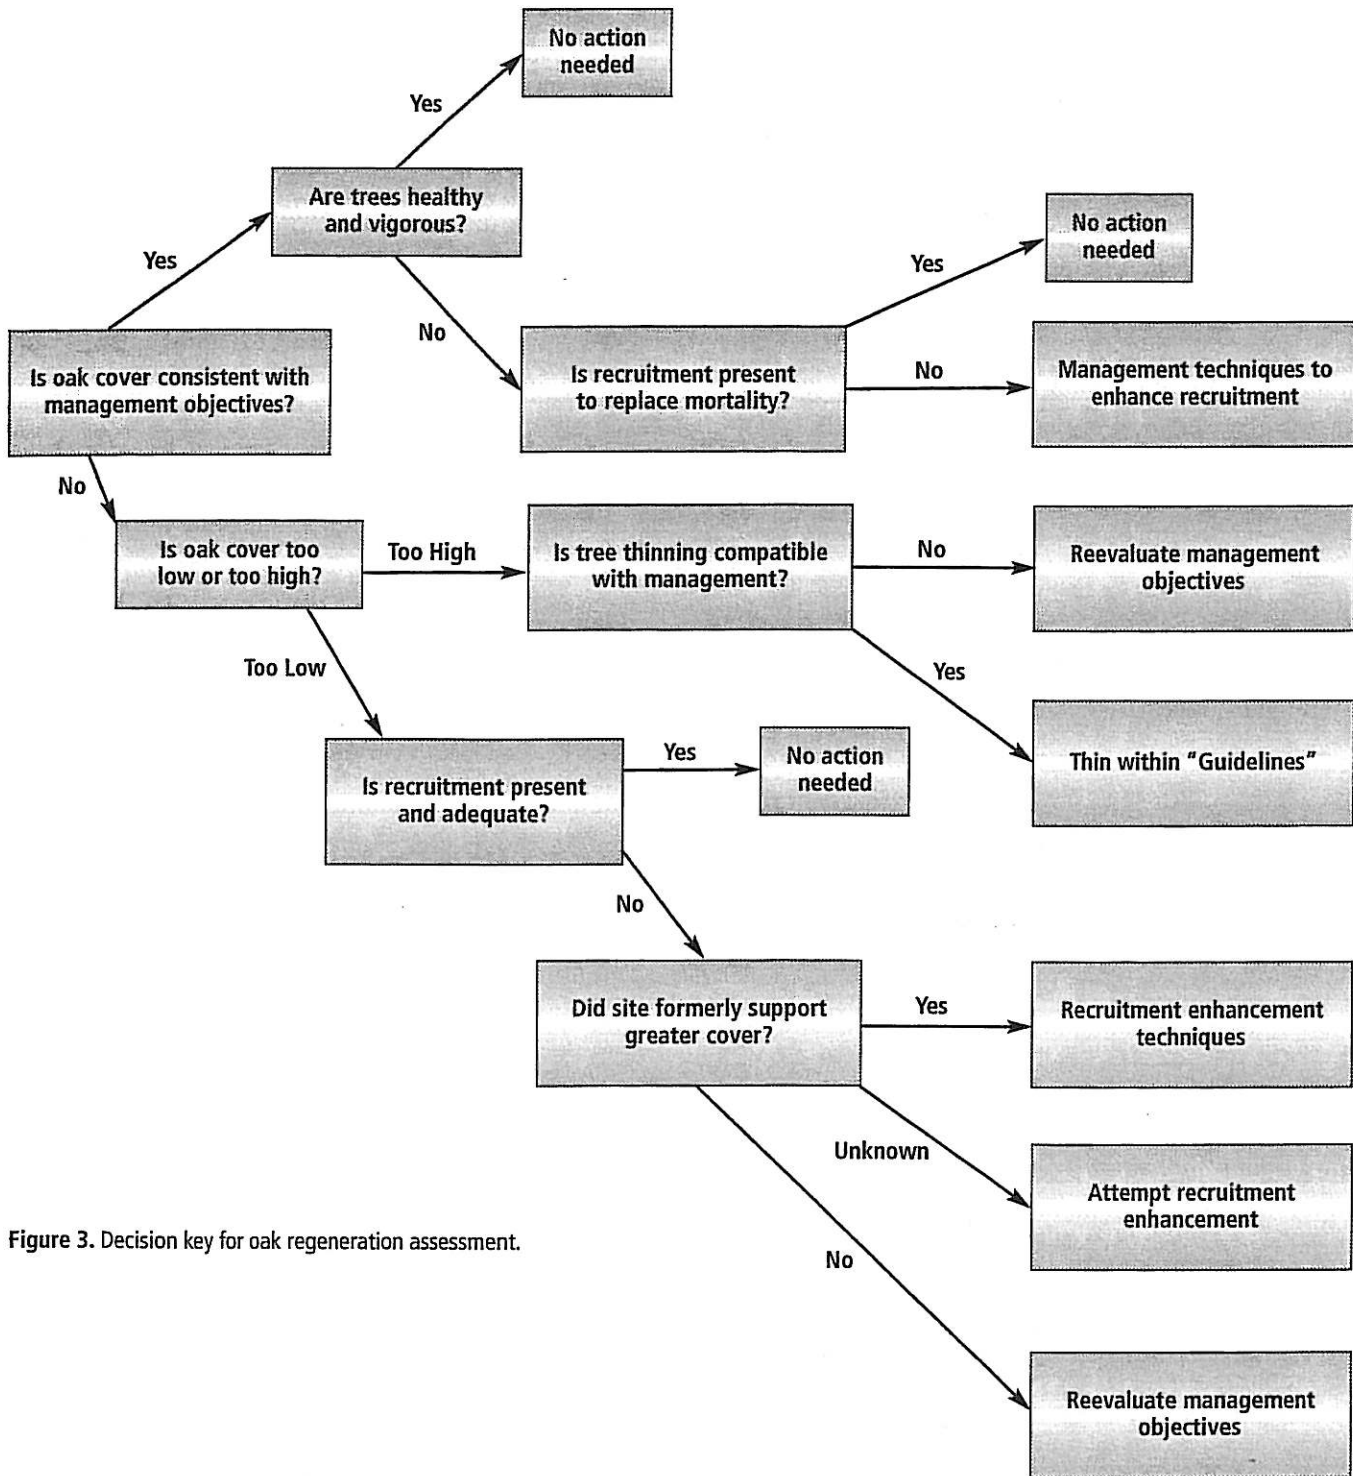 No action
needed
Yes
Are trees healthy
and vigorous?
No action
needed
Yes
Yes
No
Is oak cover consistent with
management objectives?
Is recruitment present
to replace mortality?
No
Management techniques to
enhance recruitment
No
Is oak cover too
low or too high?
Too High
Is tree thinning compatible
with management?
No
Reevaluate management
objectives
Too Low
Yes
Is recruitment present
and adequate?
Yes
No action
needed
Thin within "Guidelines"
No
Did site formerly support
greater cover?
Yes
Recruitment enhancement
techniques
Unknown
Attempt recruitment
enhancement
Figure 3. Decision key for oak regeneration assessment.
No
Reevaluate management
objectives